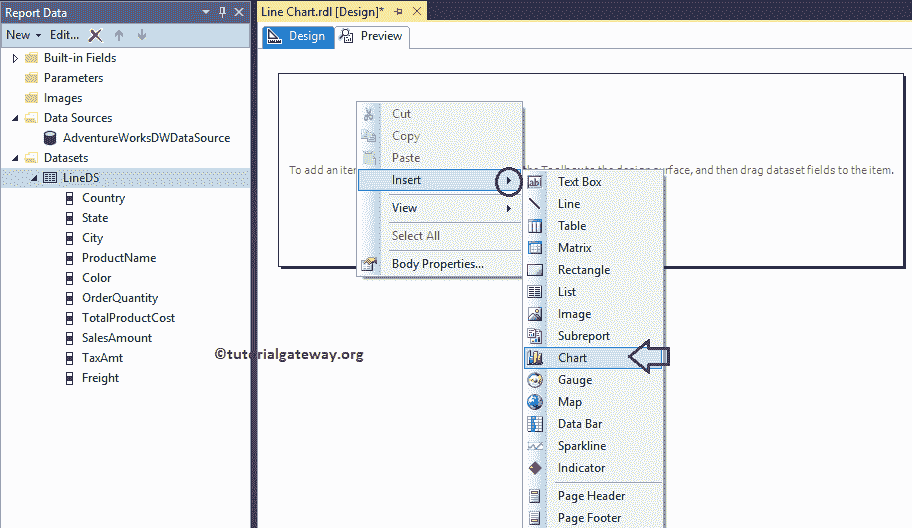 Report Data
New
Edit...
Built-in Fields
Parameters
Images
Data Sources
AdventureWorksDWDataSource
Datasets
LineDS
Country
State
City
ProductName
Color
OrderQuantity
TotalProductCost
SalesAmount
TaxAmt
Freight
©tutorialgateway.org
Line Chart.rdl [Design]*
Design
Preview
To add an ite
the Toolbox to the design surface, and then drag dataset fields to the item.
Cut
Copy
Paste
Insert
View
Select All
Body Properties...
Text Box
Line
Table
Matrix
Rectangle
List
Image
Subreport
Chart
Gauge
Map
Data Bar
Sparkline
Indicator
Page Header
Page Footer